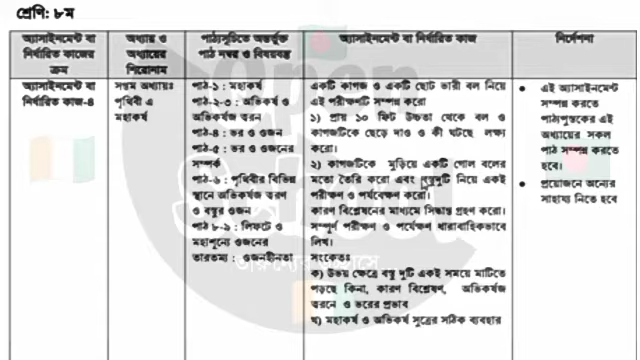 শ্রেণি: ৮ম
অ্যাসাইনমেন্ট বা নির্ধারিত কাজের ক্রম
অধ্যায় ও অধ্যায়ের শিরোনাম
পাঠ্যসূচিতে অন্তর্ভুক্ত পাঠ নম্বর ও বিষয়বস্তু
অ্যাসাইনমেন্ট বা নির্ধারিত কাজ
নির্দেশনা
অ্যাসাইনমেন্ট বা
নির্ধারিত কাজ-৪
সপ্তম অধ্যায়ঃ
পৃথিবী এ
মহাকর্ষ
পাঠ-১ : মহাকর্ষ
পাঠ-২-৩ : অভিকর্ষ ও
অভিকর্ষজ ত্বরন
পাঠ-৪ : ভর ও ওজন
পাঠ-৫ : ভর ও ওজনের
সম্পর্ক
পাঠ-৬ : পৃথিবীর বিভিন্ন
স্থানে অভিকর্ষজ ত্বরণ
ও বস্তুর ওজন
পাঠ ৮-৯ : লিফটে ও
মহাশূন্যে ওজনের
তারতম্য : ওজনহীনতা
একটি কাগজ ও একটি ছোট ভারী বল নিয়ে
এই পরীক্ষণটি সম্পন্ন করো
১) প্রায় ১০ ফিট উচ্চতা থেকে বল ও
কাগজটিকে ছেড়ে দাও ও কী ঘটছে লক্ষ্য
করো।
২) কাগজটিকে মুড়িয়ে একটি গোল বলের
মতো তৈরি করো এবং বস্তুদুটি নিয়ে একই
পরীক্ষণ ও পর্যবেক্ষণ করো।
কারণ বিশ্লেষনের মাধ্যমে সিদ্ধান্ত গ্রহণ করো।
সম্পূর্ণ পরীক্ষণ ও পর্যেক্ষণ ধারাবাহিকভাবে
লিখ।
সংকেতঃ
ক) উভয় ক্ষেত্রে বস্তু দুটি একই সময়ে মাটিতে
পড়ছে কিনা, কারণ বিশ্লেষণ, অভিকর্ষজ
ত্বরনে ও ভরের প্রভাব
খ) মহাকর্ষ ও অভিকর্ষ সুত্রের সঠিক ব্যবহার
এই অ্যাসাইনমেন্ট
সম্পন্ন করতে
পাঠ্যপুস্তকের এই
অধ্যায়ের সকল
পাঠ সম্পন্ন করতে
হবে।
প্রয়োজনে অন্যের
সাহায্য নিতে হবে
open
School